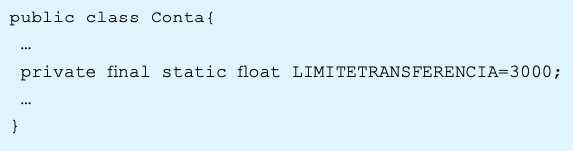 public class Conta{
…
private final static float LIMITETRANSFERENCIA=3000;
…
}